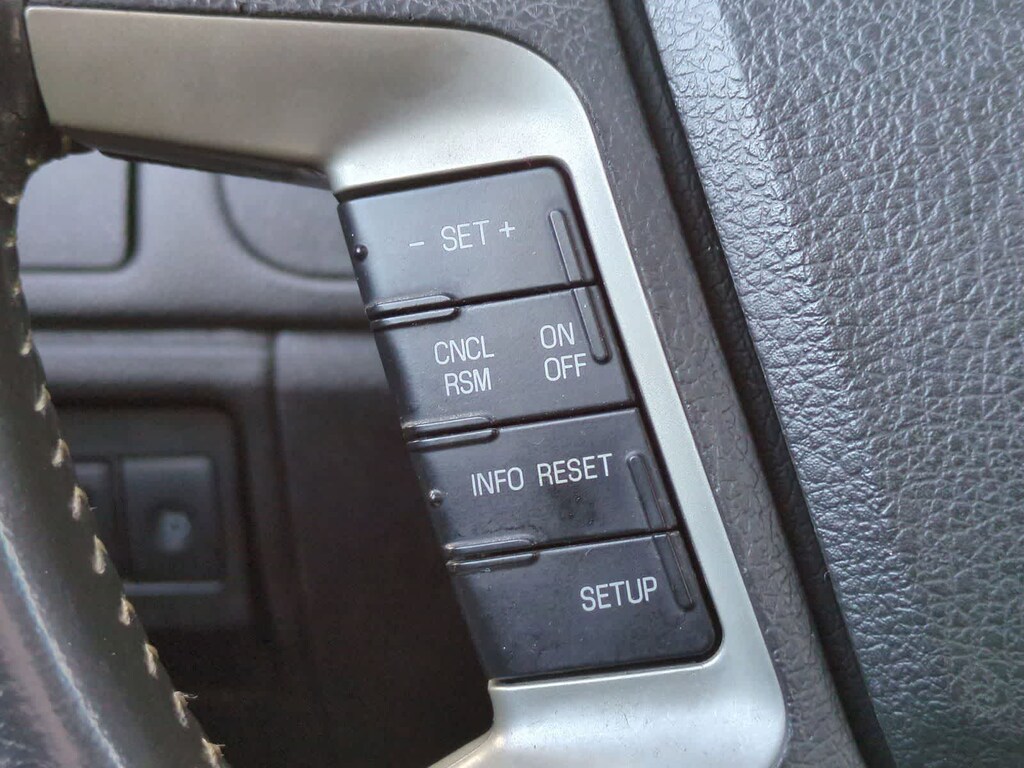 - SET +
CNCL ON
RSM OFF
INFO RESET
SETUP